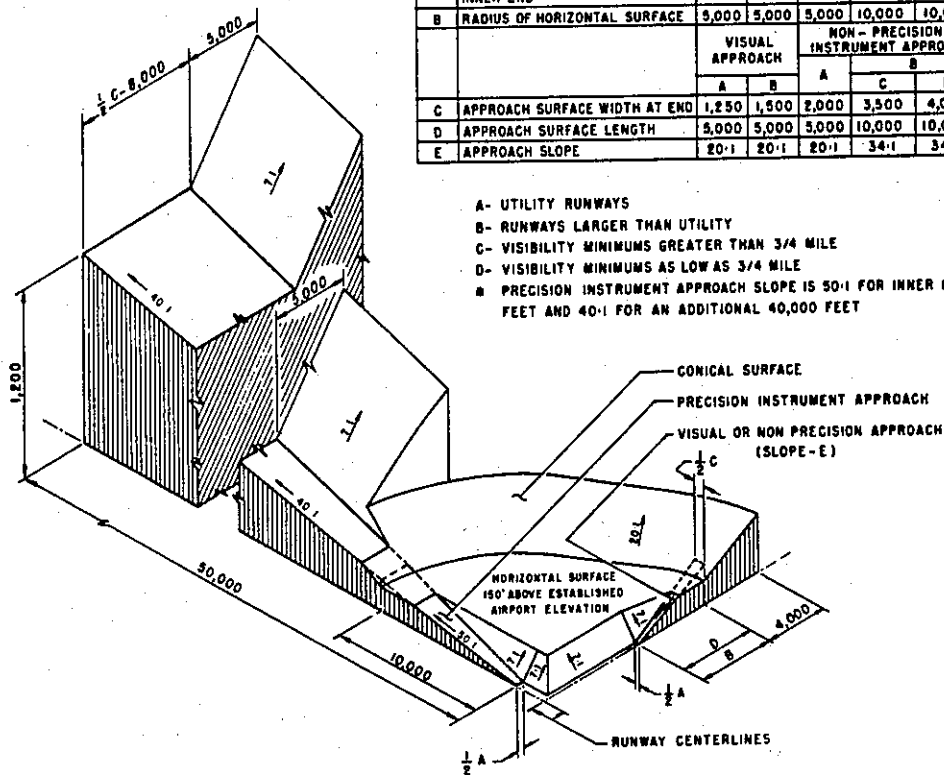 B RADIUS OF HORIZONTAL SURFACE 5,000 5,000 5,000 10,000
VISUAL APPROACH
NON-PRECISION INSTRUMENT
A B A B
C
C APPROACH SURFACE WIDTH AT END 1,250 1,500 2,000 3,500
D APPROACH SURFACE LENGTH 5,000 5,000 5,000 10,000
E APPROACH SLOPE 20:1 20:1 20:1 34:1
A- UTILITY RUNWAYS
B- RUNWAYS LARGER THAN UTILITY
C- VISIBILITY MINIMUMS GREATER THAN 3/4 MILE
D- VISIBILITY MINIMUMS AS LOW AS 3/4 MILE
PRECISION INSTRUMENT APPROACH SLOPE IS 50:1 FOR INNER
FEET AND 40:1 FOR AN ADDITIONAL 40,000 FEET
5,000
½ C-8,000
7:1
40:1
5,000
1,200
CONICAL SURFACE
PRECISION INSTRUMENT APPROACH
VISUAL OR NON PRECISION APPROACH
(SLOPE-E)
½ C
7:1
40:1
20:1
50,000
HORIZONTAL SURFACE
150' ABOVE ESTABLISHED
AIRPORT ELEVATION
50:1
7:1
7:1
7:1
7:1
10,000
4,000
D
B
½ A
RUNWAY CENTERLINES
½ A